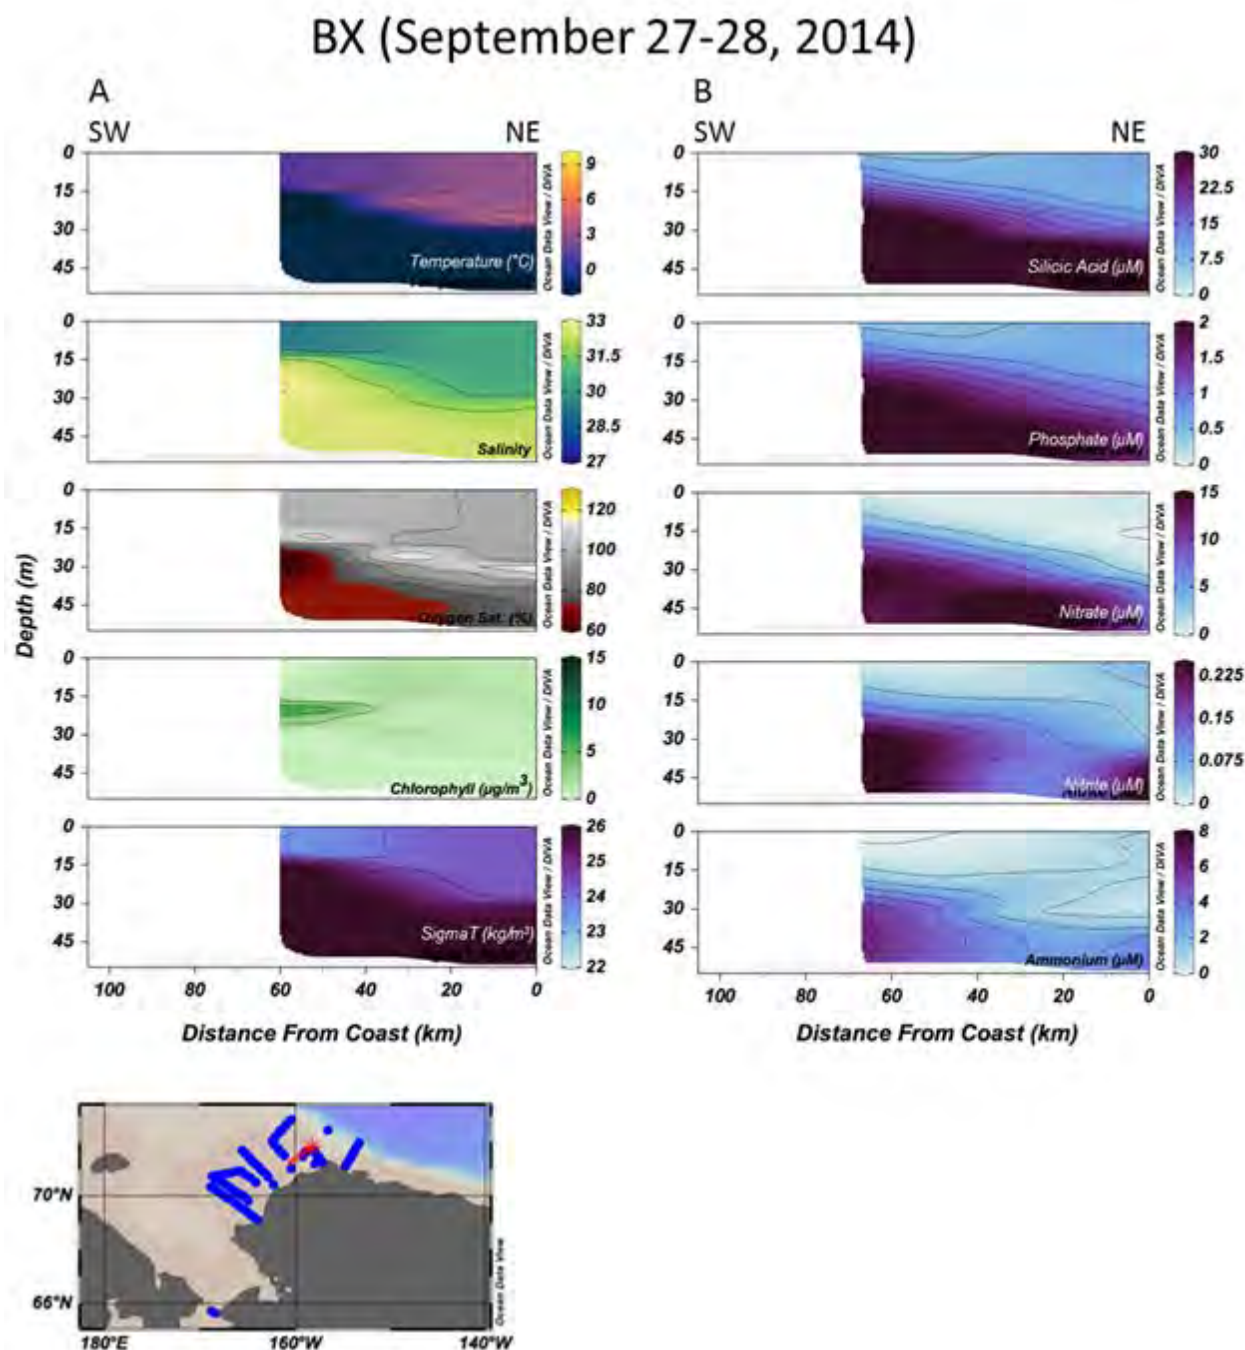 BX (September 27-28, 2014)
A
SW NE
0
15
30
45
Temperature (°C)
Ocean Data View / DIVA
9
6
3
0
0
15
30
45
Salinity
Ocean Data View / DIVA
33
31.5
30
28.5
27
0
15
30
45
Oxygen Sat. (%)
Ocean Data View / DIVA
120
100
80
60
0
15
30
45
Chlorophyll (µg/m³)
Ocean Data View / DIVA
15
10
5
0
0
15
30
45
SigmaT (kg/m³)
Ocean Data View / DIVA
26
25
24
23
22
Depth (m)
100 80 60 40 20 0
Distance From Coast (km)
B
SW NE
0
15
30
45
Silicic Acid (µM)
Ocean Data View / DIVA
30
22.5
15
7.5
0
0
15
30
45
Phosphate (µM)
Ocean Data View / DIVA
2
1.5
1
0.5
0
0
15
30
45
Nitrate (µM)
Ocean Data View / DIVA
15
10
5
0
0
15
30
45
Nitrite (µM)
Ocean Data View / DIVA
0.225
0.15
0.075
0
0
15
30
45
Ammonium (µM)
Ocean Data View / DIVA
8
6
4
2
0
100 80 60 40 20 0
Distance From Coast (km)
70°N
66°N
180°E 160°W 140°W
Ocean Data View